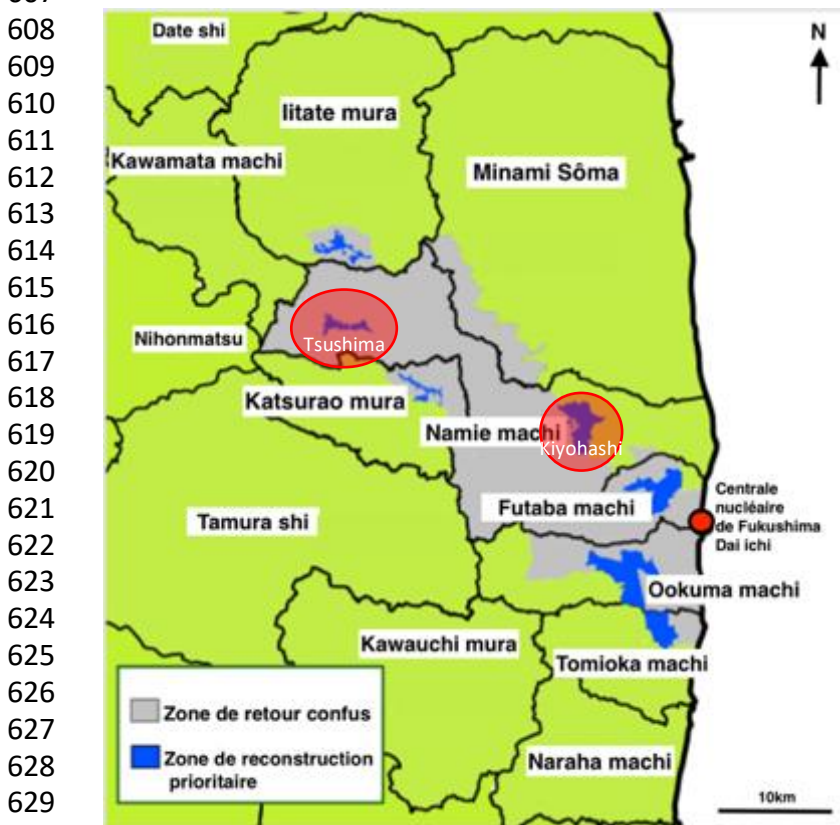 607
608
609
610
611
612
613
614
615
616
617
618
619
620
621
622
623
624
625
626
627
628
629
Date shi
N
Iitate mura
Kawamata machi
Minami Sôma
Nihonmatsu
Tsushima
Katsurao mura
Namie machi
Kiyohashi
Futaba machi
Centrale
nucléaire
de Fukushima
Dai ichi
Tamura shi
Ookuma machi
Kawauchi mura
Tomioka machi
Zone de retour confus
Zone de reconstruction
prioritaire
Naraha machi
10km